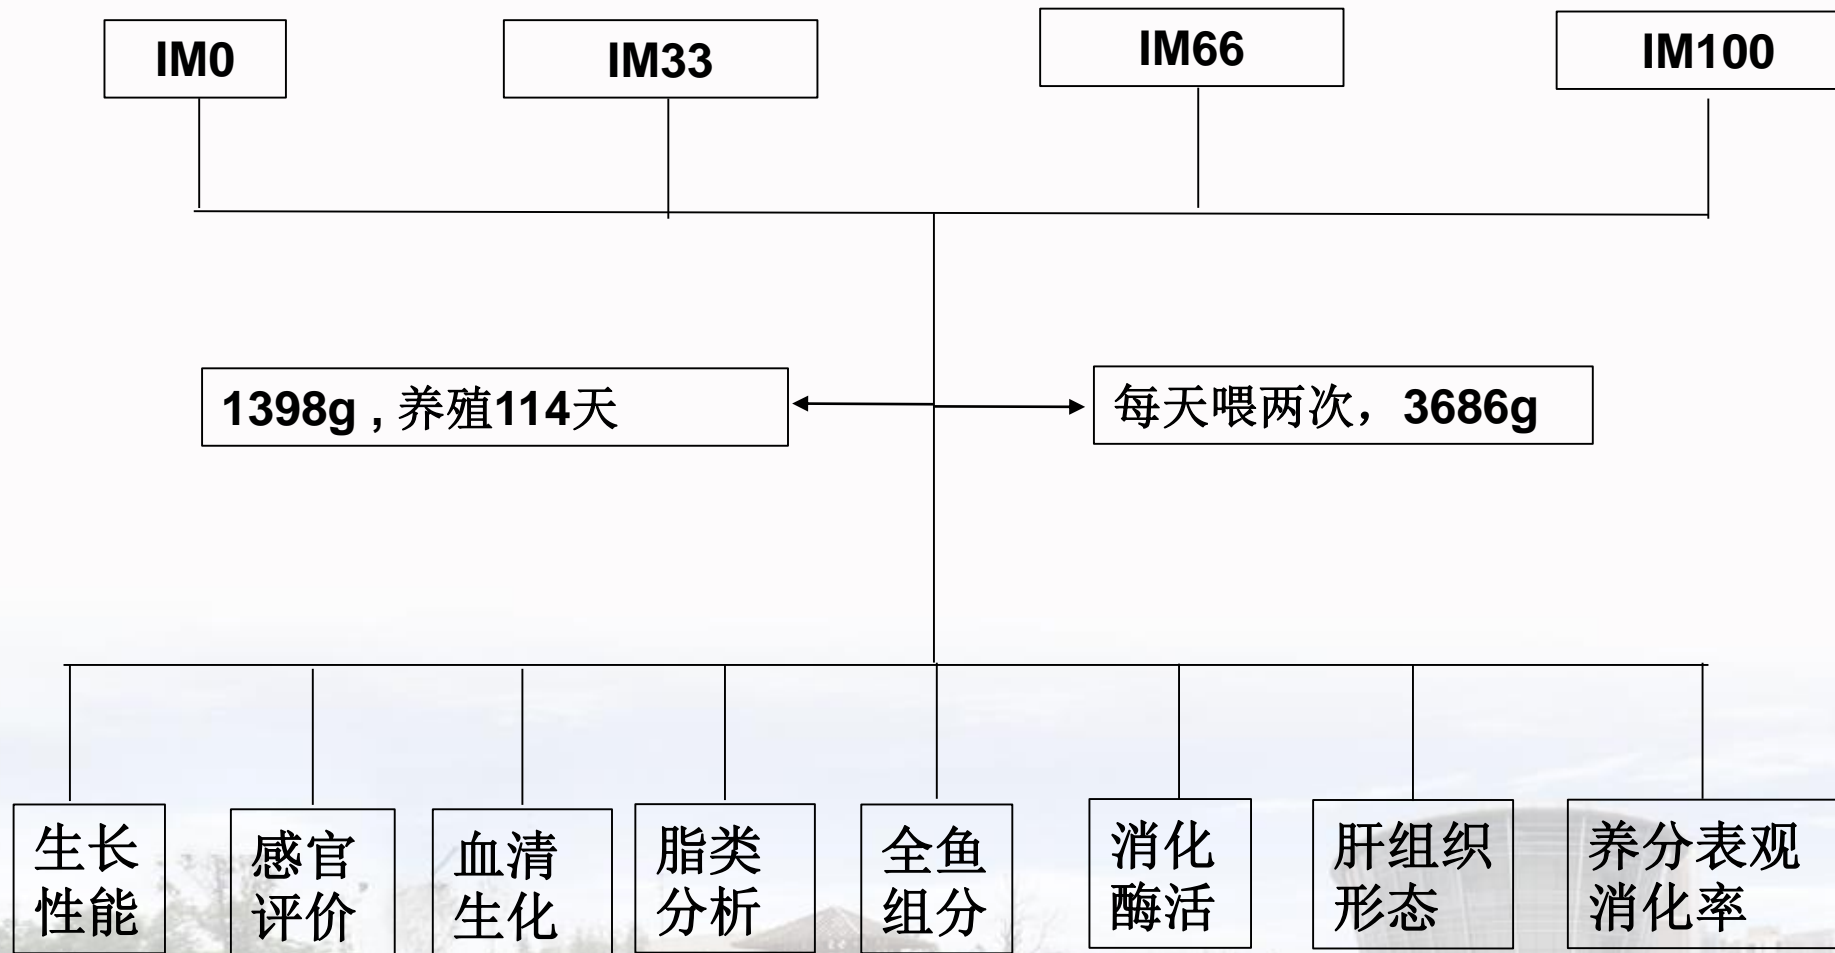 IM0
IM33
IM66
IM100
1398g , 养殖114天
每天喂两次，3686g
生长
性能
感官
评价
血清
生化
脂类
分析
全鱼
组分
消化
酶活
肝组织
形态
养分表观
消化率